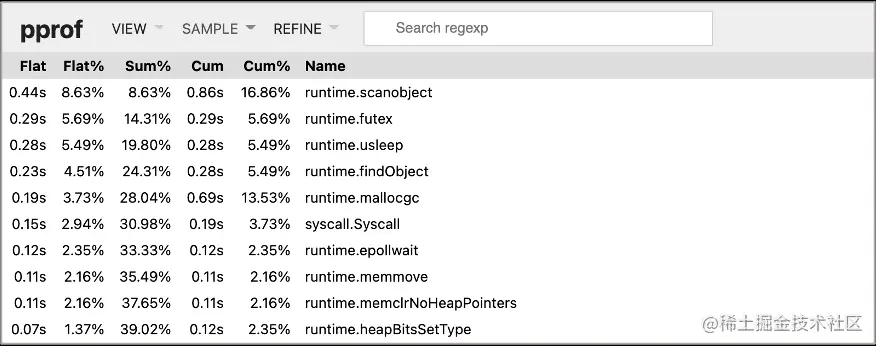 pprof VIEW SAMPLE REFINE Search regexp
Flat Flat% Sum% Cum Cum% Name
0.44s 8.63% 8.63% 0.86s 16.86% runtime.scanobject
0.29s 5.69% 14.31% 0.29s 5.69% runtime.futex
0.28s 5.49% 19.80% 0.28s 5.49% runtime.usleep
0.23s 4.51% 24.31% 0.28s 5.49% runtime.findObject
0.19s 3.73% 28.04% 0.69s 13.53% runtime.mallocgc
0.15s 2.94% 30.98% 0.19s 3.73% syscall.Syscall
0.12s 2.35% 33.33% 0.12s 2.35% runtime.epollwait
0.11s 2.16% 35.49% 0.11s 2.16% runtime.memmove
0.11s 2.16% 37.65% 0.11s 2.16% runtime.memclrNoHeapPointers
0.07s 1.37% 39.02% 0.12s 2.35% runtime.heapBitsSetType
@稀土掘金技术社区